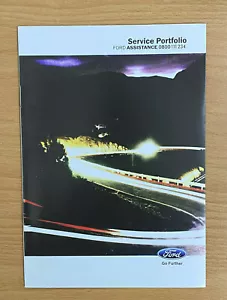 Service Portfolio
FORD ASSISTANCE 0800 111 234
Ford
Go Further